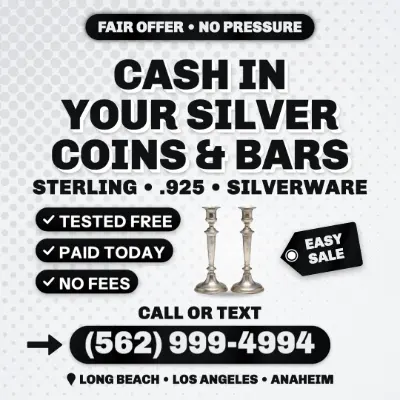 FAIR OFFER • NO PRESSURE
CASH IN
YOUR SILVER
COINS & BARS
STERLING • .925 • SILVERWARE
✓ TESTED FREE
✓ PAID TODAY
✓ NO FEES
EASY
SALE
CALL OR TEXT
(562) 999-4994
LONG BEACH • LOS ANGELES • ANAHEIM